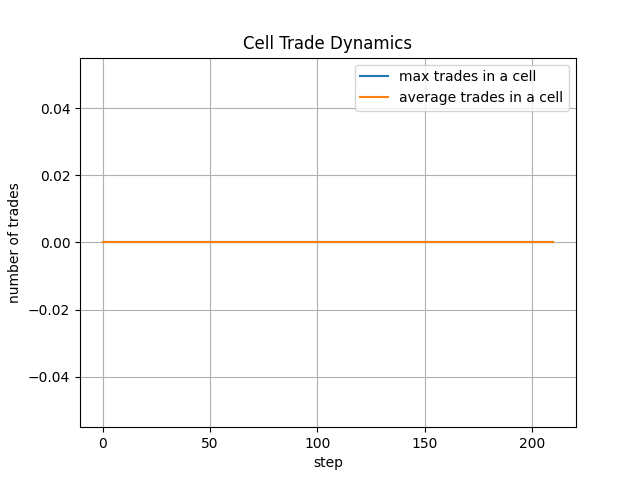 Cell Trade Dynamics
max trades in a cell
average trades in a cell
0.04
0.02
0.00
−0.02
−0.04
number of trades
0 50 100 150 200
step